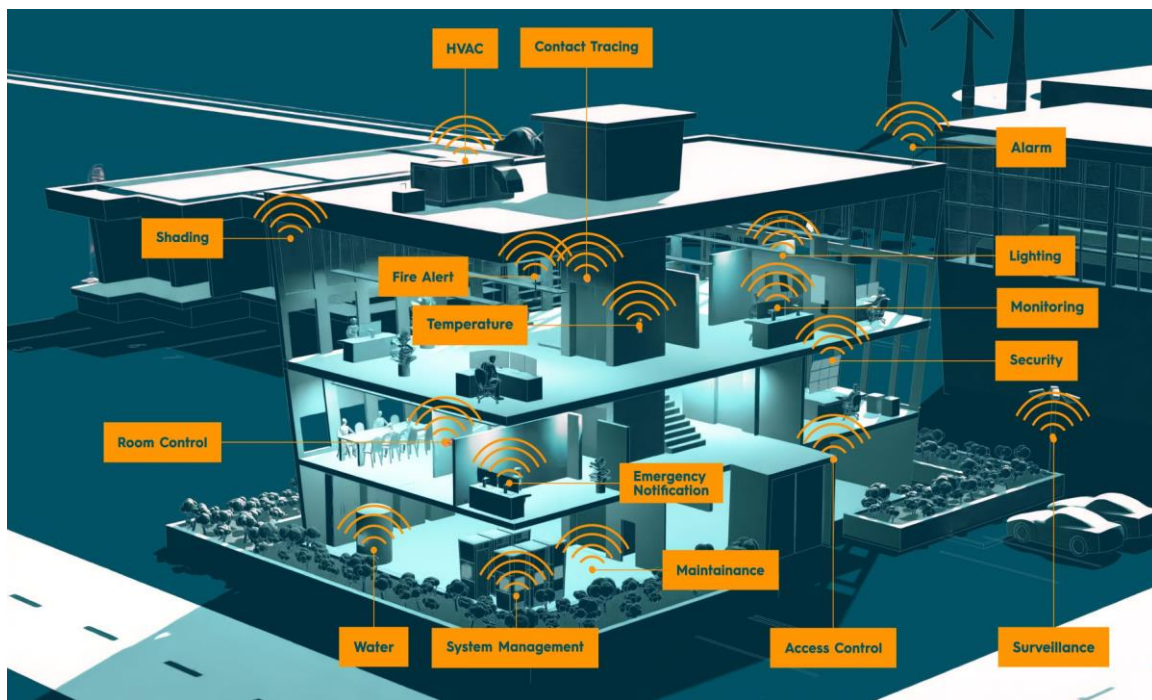 HVAC
Contact Tracing
Alarm
Shading
Lighting
Fire Alert
Monitoring
Temperature
Security
Room Control
Emergency
Notification
Maintainance
Water
System Management
Access Control
Surveillance